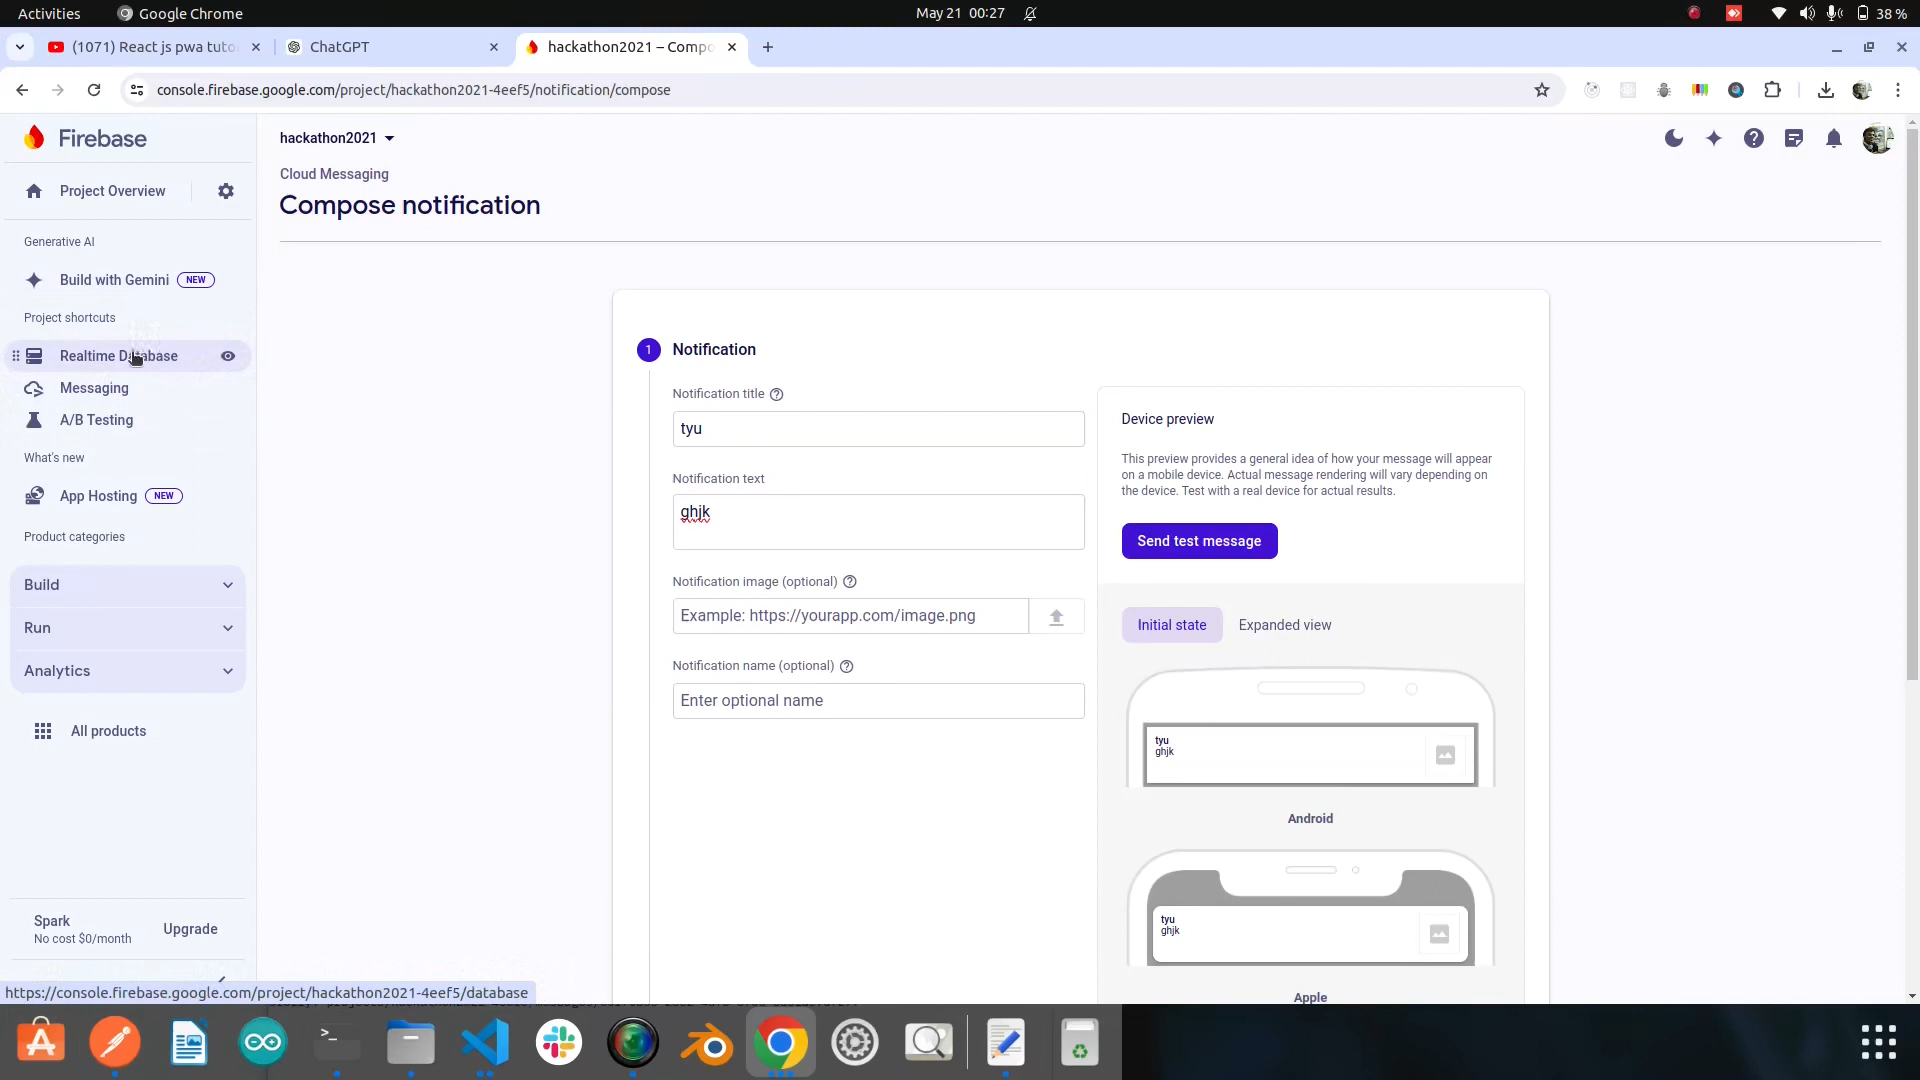 Activities
Google Chrome
May 21 00:27
38 %
(1071) React js pwa tuto
ChatGPT
hackathon2021 – Compo
console.firebase.google.com/project/hackathon2021-4eef5/notification/compose
Firebase
hackathon2021
Cloud Messaging
Project Overview
Compose notification
Generative AI
Build with Gemini NEW
Project shortcuts
Realtime Database
Messaging
A/B Testing
What's new
App Hosting NEW
Product categories
Build
Run
Analytics
All products
Spark
No cost $0/month
Upgrade
1 Notification
Notification title
tyu
Notification text
ghjk
Notification image (optional)
Example: https://yourapp.com/image.png
Notification name (optional)
Enter optional name
Device preview
This preview provides a general idea of how your message will appear
on a mobile device. Actual message rendering will vary depending on
the device. Test with a real device for actual results.
Send test message
Initial state
Expanded view
tyu
ghjk
Android
tyu
ghjk
Apple
https://console.firebase.google.com/project/hackathon2021-4eef5/database